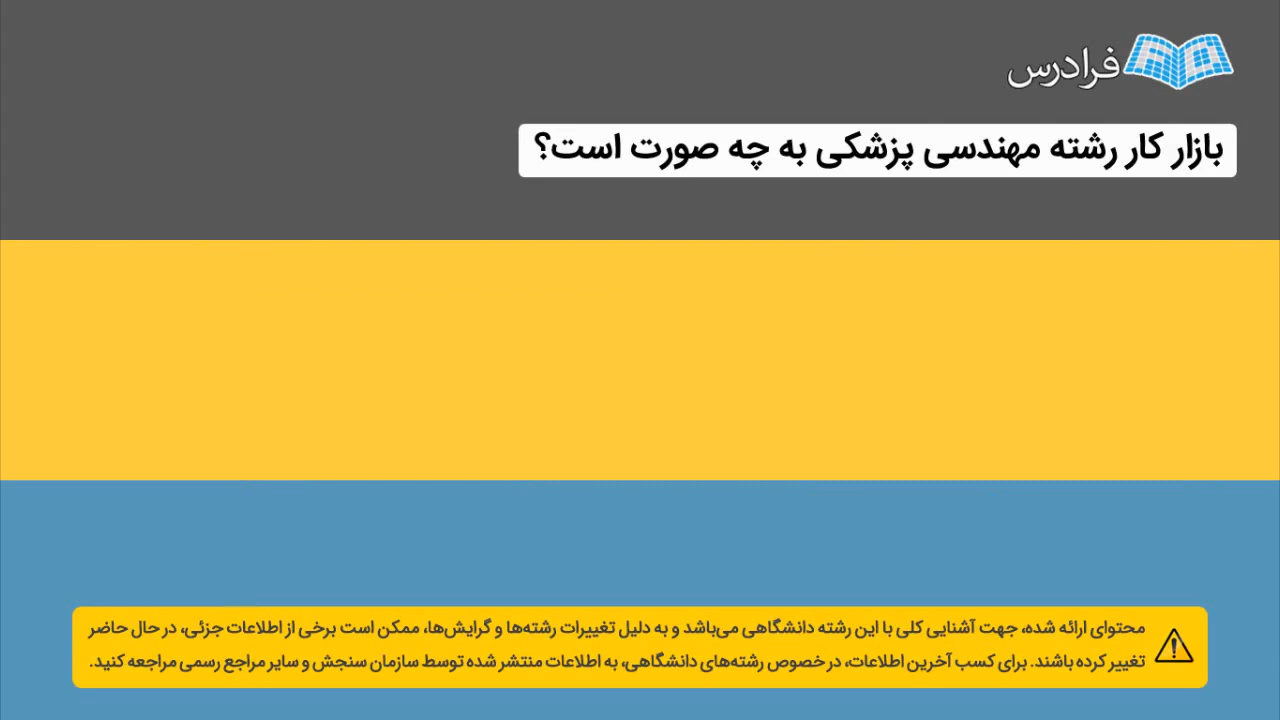 فرادرس
بازار کار رشته مهندسی پزشکی به چه صورت است؟
محتوای ارائه شده، جهت آشنایی کلی با این رشته دانشگاهی می‌باشد و به دلیل تغییرات رشته‌ها و گرایش‌ها، ممکن است برخی از اطلاعات جزئی، در حال حاضر
تغییر کرده باشند. برای کسب آخرین اطلاعات، در خصوص رشته‌های دانشگاهی، به اطلاعات منتشر شده توسط سازمان سنجش و سایر مراجع رسمی مراجعه کنید.